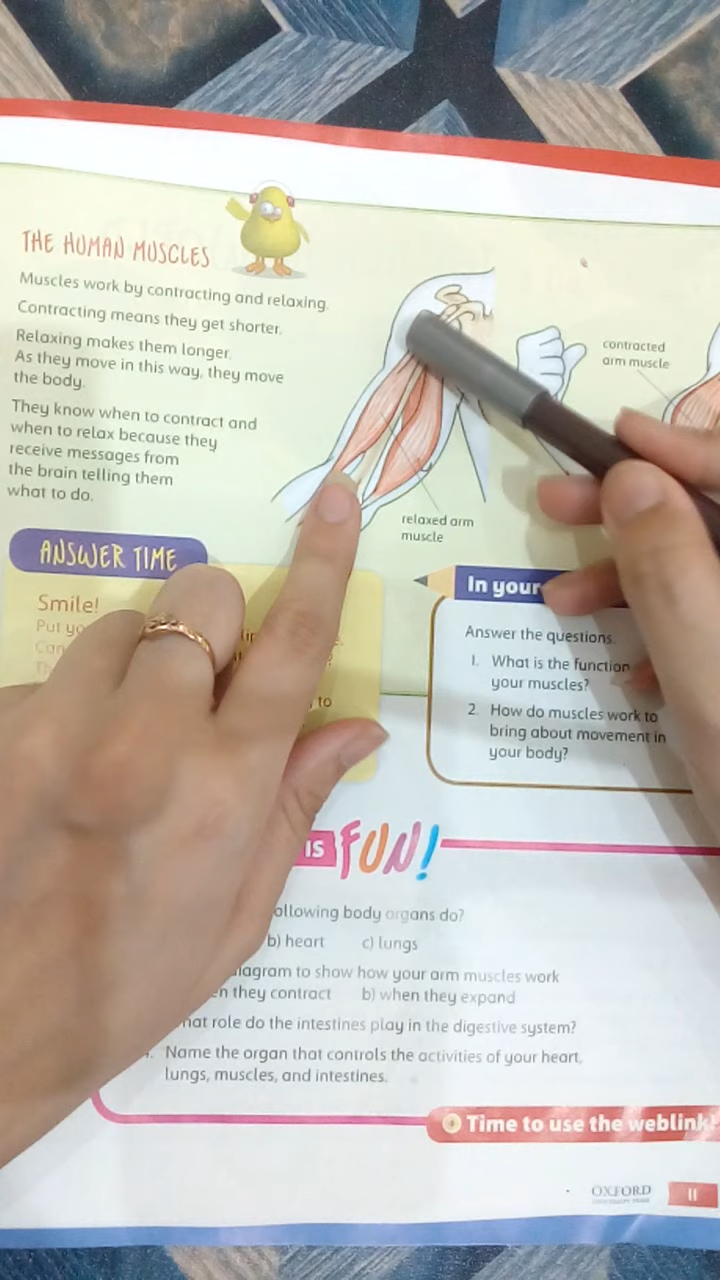 THE HUMAN MUSCLES
Muscles work by contracting and relaxing.
Contracting means they get shorter.
Relaxing makes them longer.
As they move in this way, they move
the body.
They know when to contract and
when to relax because they
receive messages from
the brain telling them
what to do.
contracted
arm muscle
relaxed arm
muscle
ANSWER TIME
Smile!
Put
to
In your
Answer the questions.
1. What is the function
your muscles?
2. How do muscles work to
bring about movement in
your body?
IS FUN!
body organs do?
b) heart c) lungs
to show how your arm muscles work
they contract b) when they expand
role do the intestines play in the digestive system?
Name the organ that controls the activities of your heart,
lungs, muscles, and intestines.
Time to use the weblink!
OXFORD
11